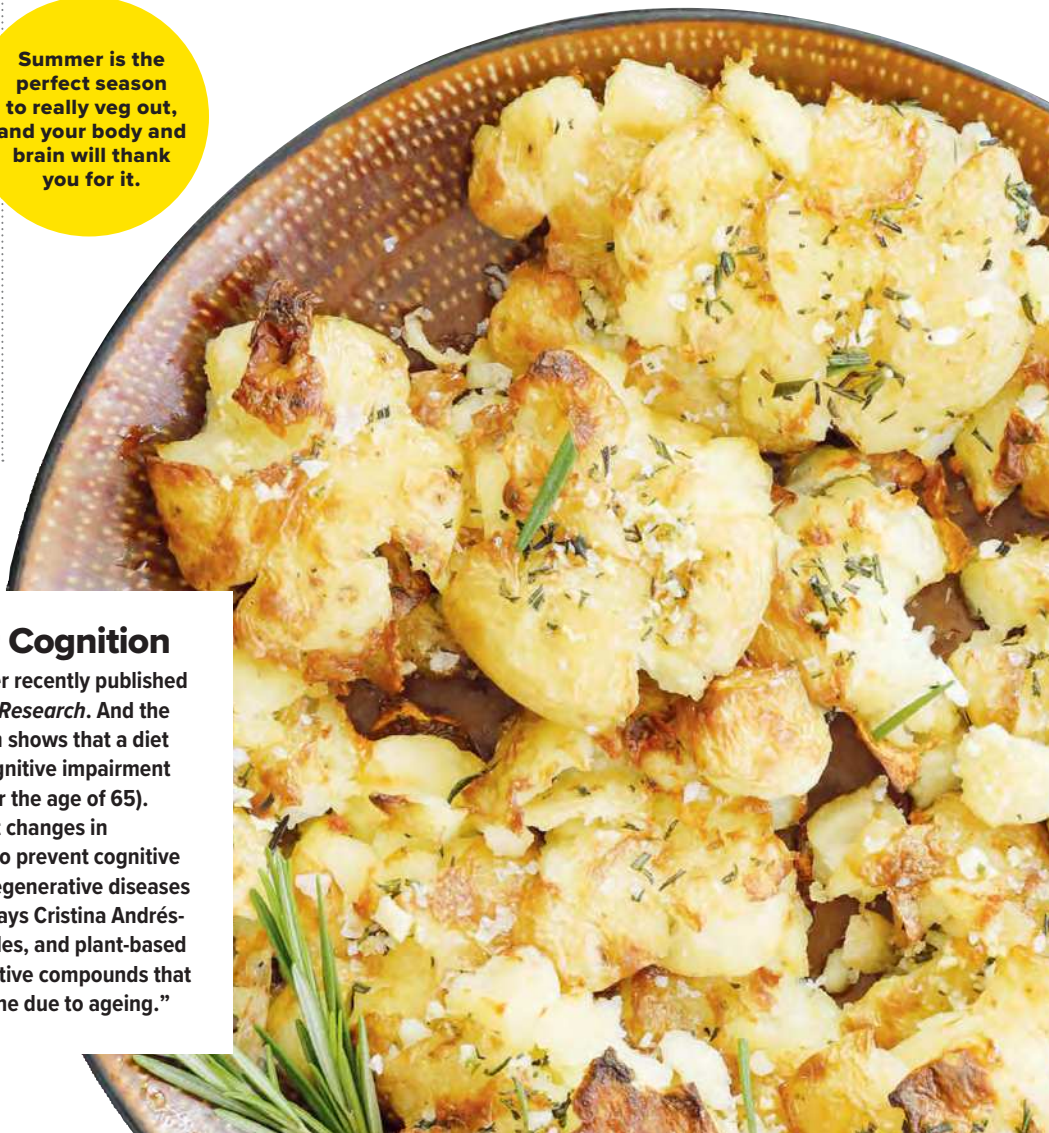 Summer is the
perfect season
to really veg out,
and your body and
brain will thank
you for it.
Cognition
r recently published
Research. And the
shows that a diet
gnitive impairment
r the age of 65).
changes in
o prevent cognitive
egenerative diseases
ays Cristina Andrés-
les, and plant-based
tive compounds that
ne due to ageing.”